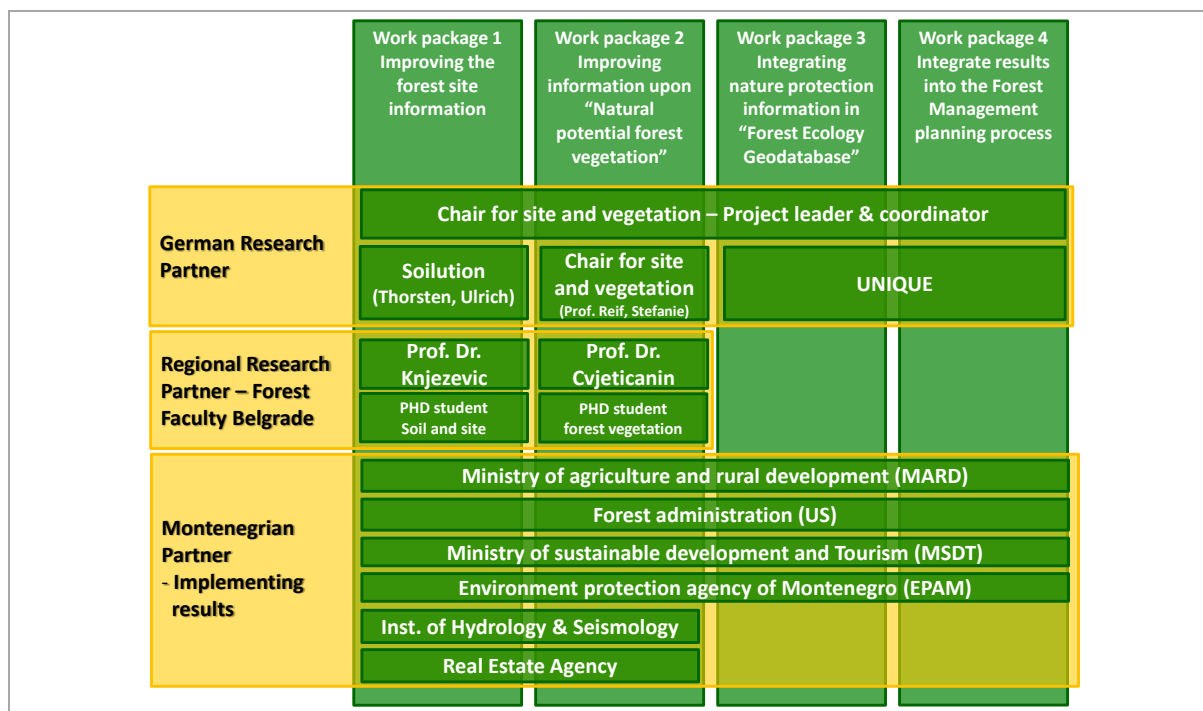 Work package 1
Improving the
forest site
information
Work package 2
Improving
information upon
“Natural
potential forest
vegetation”
Work package 3
Integrating
nature protection
information in
“Forest Ecology
Geodatabase”
Work package 4
Integrate results
into the Forest
Management
planning process
German Research
Partner
Chair for site and vegetation – Project leader & coordinator
Soilution
(Thorsten, Ulrich)
Chair for site
and vegetation
(Prof. Reif, Stefanie)
UNIQUE
Regional Research
Partner – Forest
Faculty Belgrade
Prof. Dr.
Knjezevic
Prof. Dr.
Cvjeticanin
PHD student
Soil and site
PHD student
forest vegetation
Montenegrian
Partner
- Implementing
results
Ministry of agriculture and rural development (MARD)
Forest administration (US)
Ministry of sustainable development and Tourism (MSDT)
Environment protection agency of Montenegro (EPAM)
Inst. of Hydrology & Seismology
Real Estate Agency